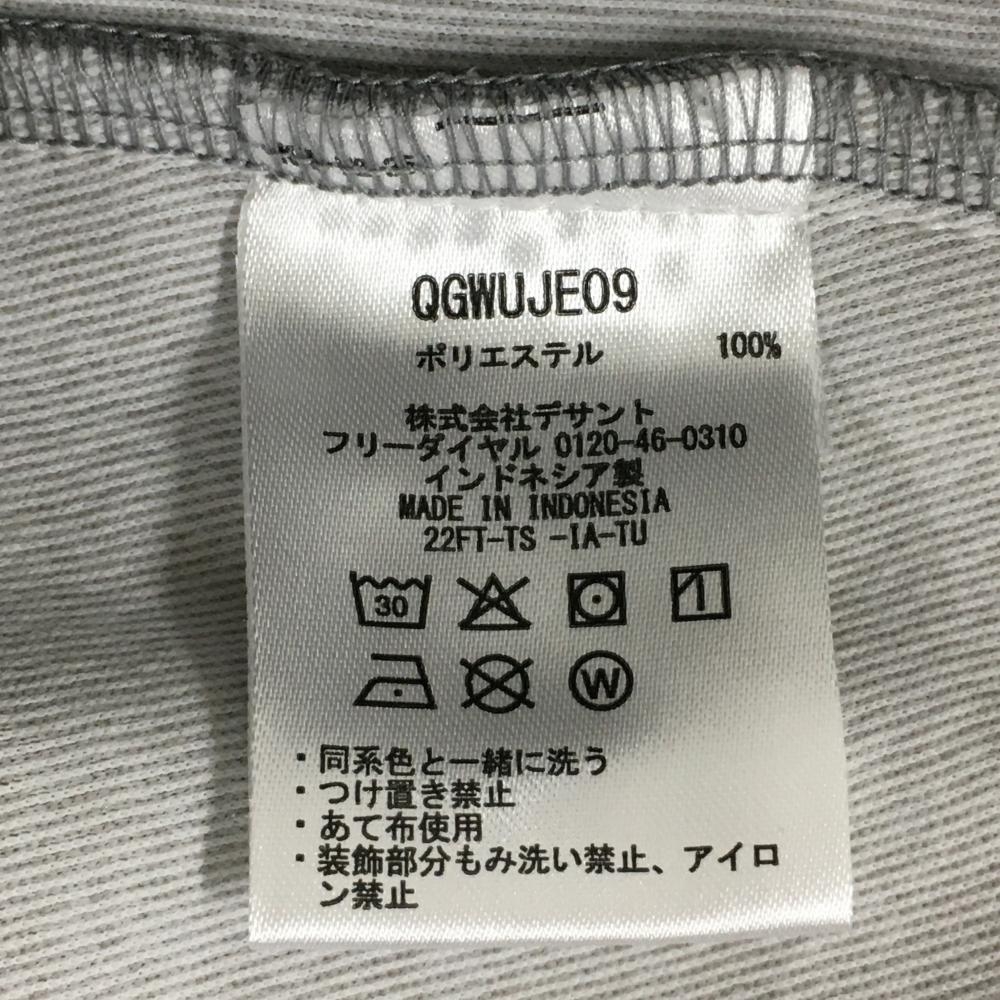 QGWUJE09
ポリエステル 100%
株式会社デサント
フリーダイヤル 0120-46-0310
インドネシア製
MADE IN INDONESIA
22FT-TS -IA-TU
30
W
・同系色と一緒に洗う
・つけ置き禁止
・あて布使用
・装飾部分もみ洗い禁止、アイロ
ン禁止